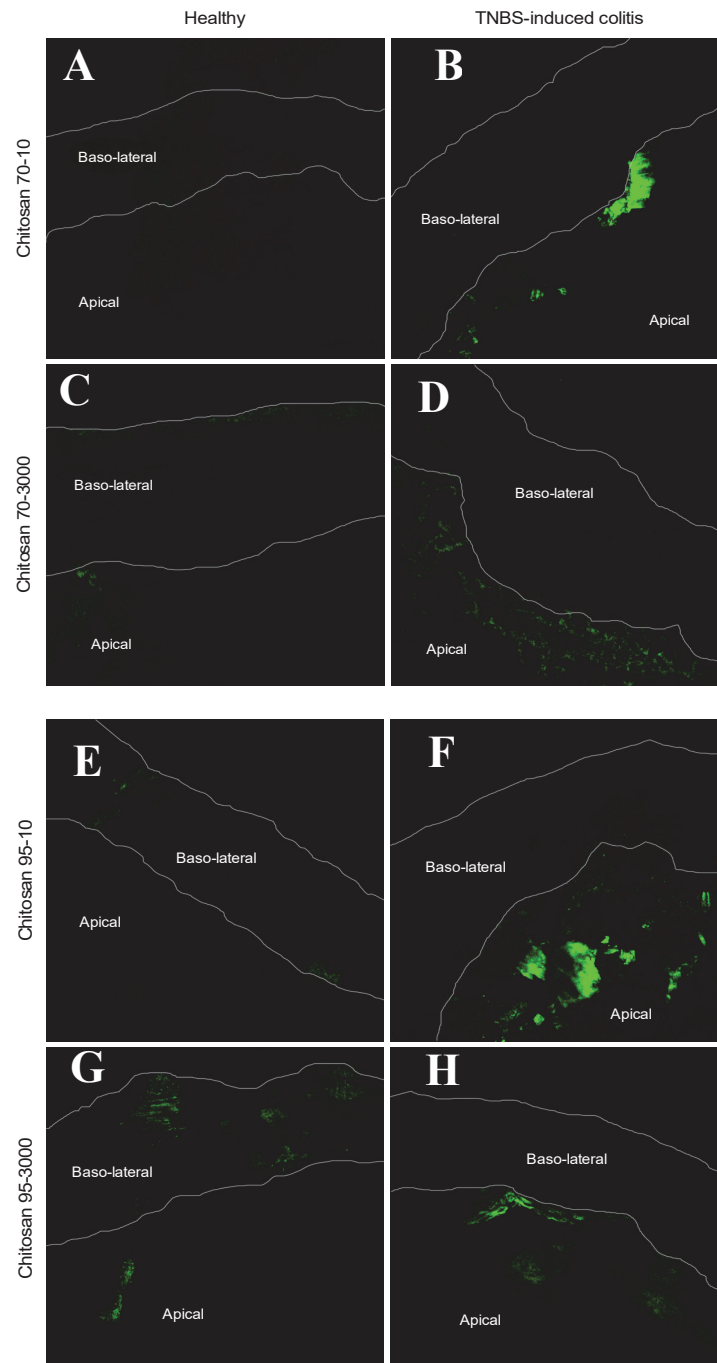 Healthy
TNBS-induced colitis
Chitosan 70-10
A
Baso-lateral
Apical
B
Baso-lateral
Apical
Chitosan 70-3000
C
Baso-lateral
Apical
D
Baso-lateral
Apical
Chitosan 95-10
E
Baso-lateral
Apical
F
Baso-lateral
Apical
Chitosan 95-3000
G
Baso-lateral
Apical
H
Baso-lateral
Apical